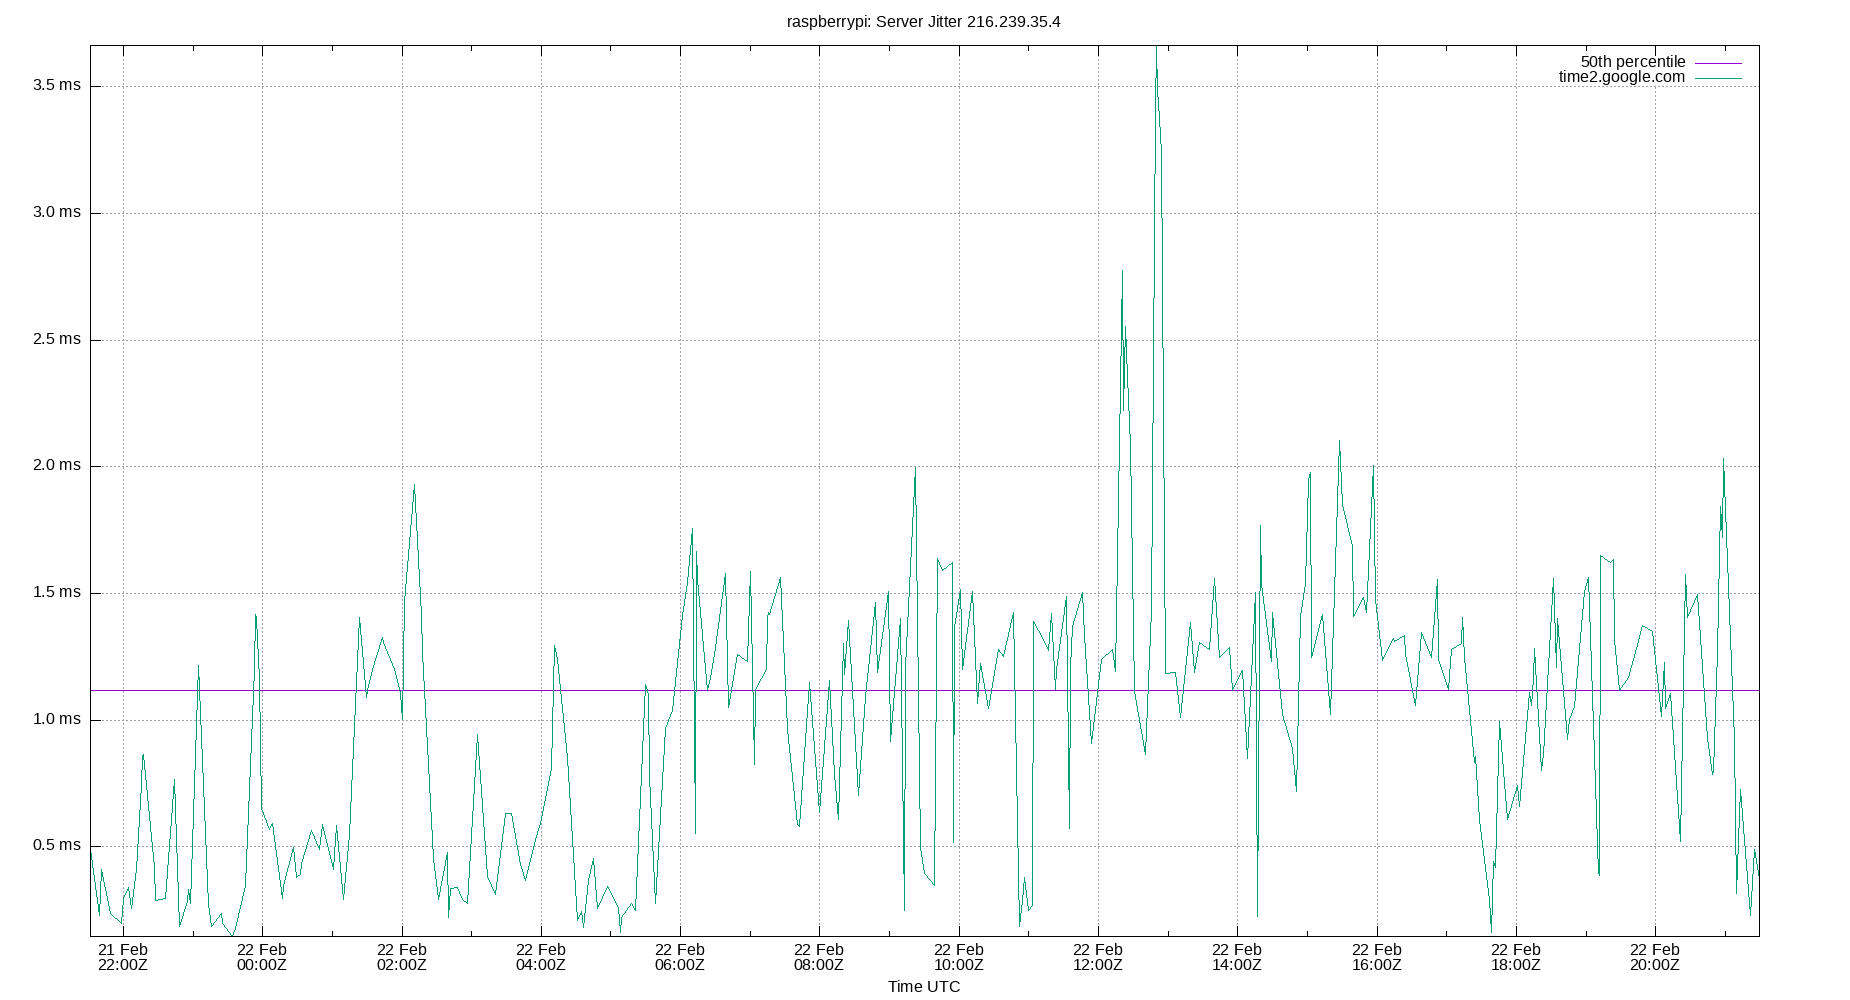 raspberrypi: Server Jitter 216.239.35.4
50th percentile
time2.google.com
3.5 ms
3.0 ms
2.5 ms
2.0 ms
1.5 ms
1.0 ms
0.5 ms
21 Feb 22 Feb 22 Feb 22 Feb 22 Feb 22 Feb 22 Feb 22 Feb 22 Feb 22 Feb 22 Feb 22 Feb
22:00Z 00:00Z 02:00Z 04:00Z 06:00Z 08:00Z 10:00Z 12:00Z 14:00Z 16:00Z 18:00Z 20:00Z
Time UTC